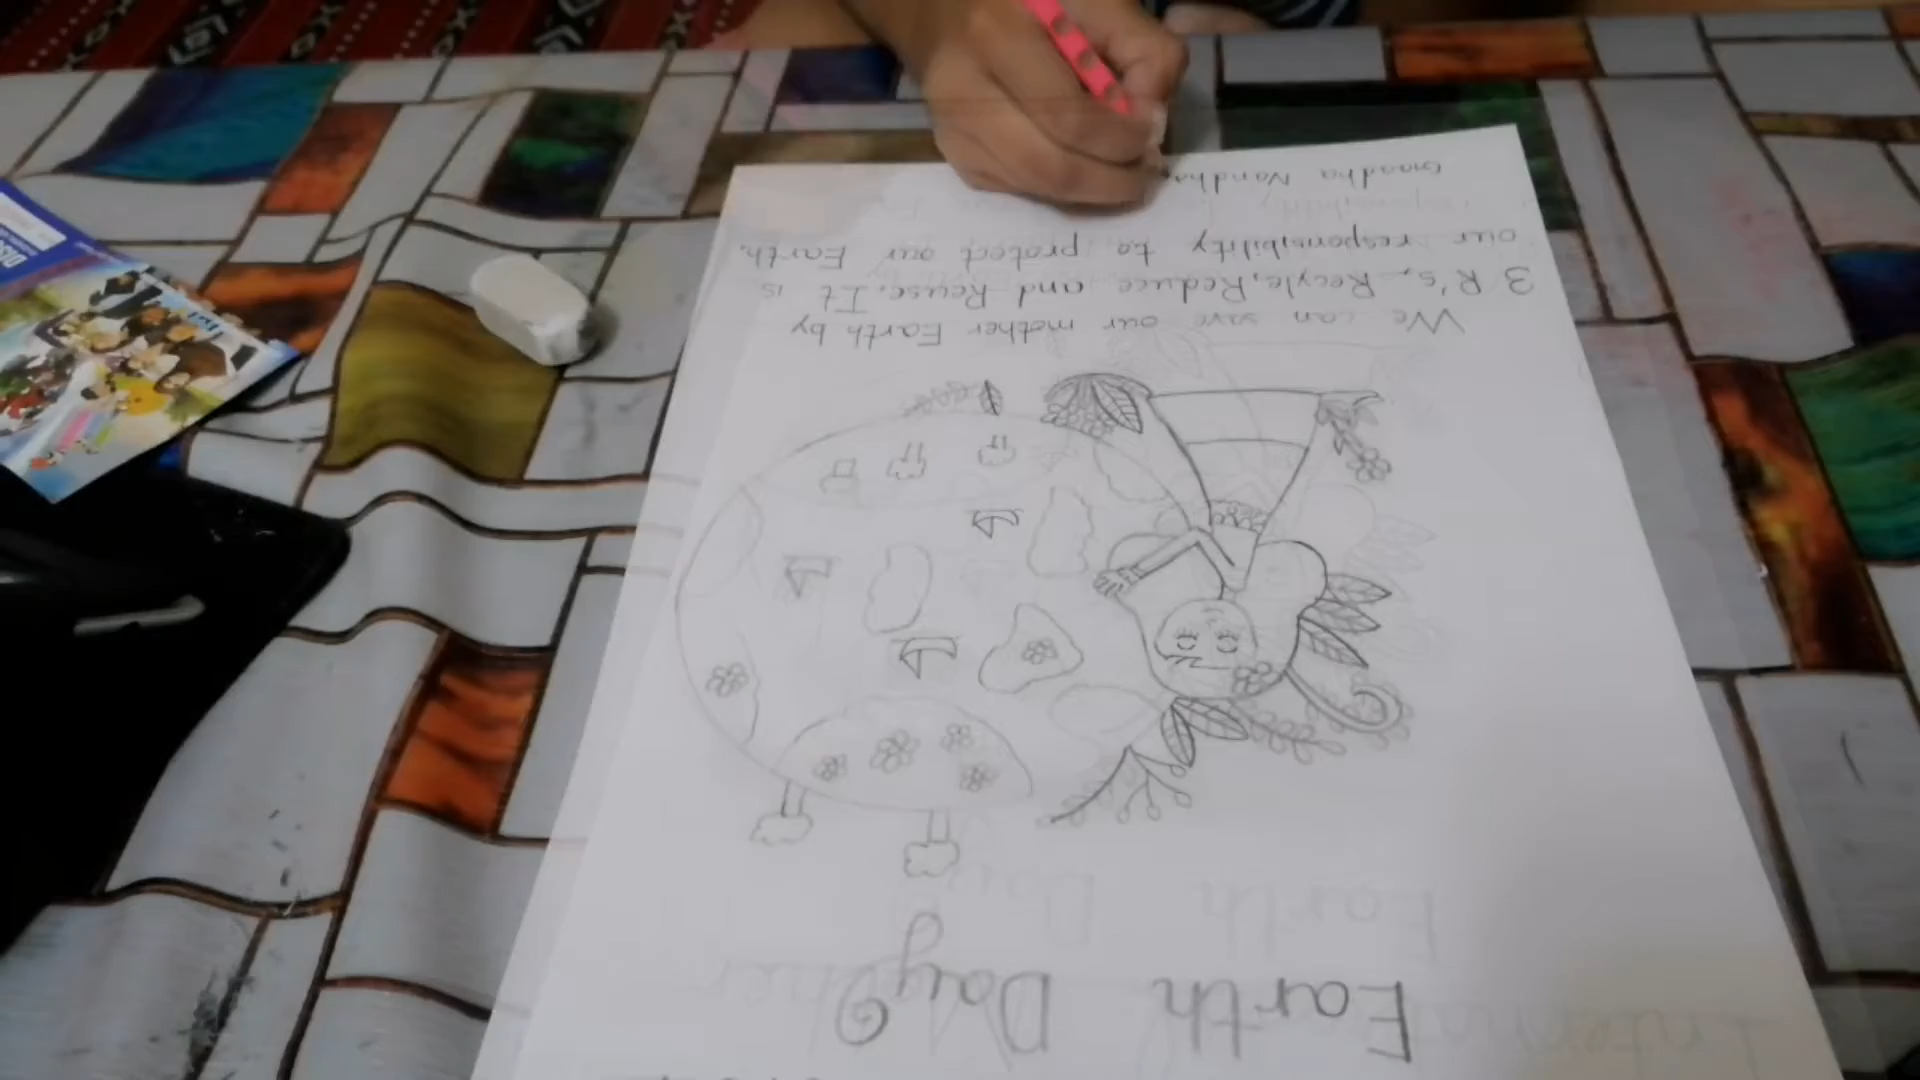 Earth Day
We can save our mother Earth by
3 R's, Recyle, Reduce and Reuse. It is
our responsibility to protect our Earth.